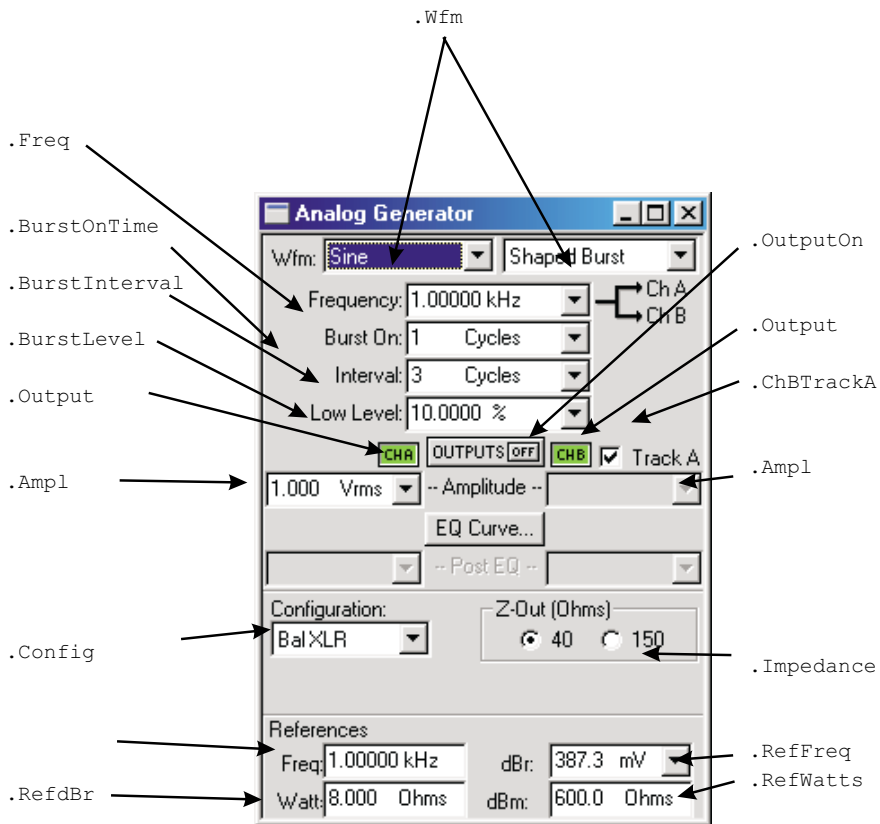 .Wfm
.Freq
Analog Generator
.BurstOnTime
.OutputOn
Wfm: Sine Shaped Burst
.BurstInterval
Frequency: 1.00000 kHz Ch A
Ch B
.BurstLevel
Burst On: 1 Cycles
.Output
Interval: 3 Cycles
.Output
.ChBTrackA
Low Level: 10.0000 %
CHA OUTPUTS OFF CHB Track A
.Ampl
1.000 Vrms -- Amplitude --
.Ampl
EQ Curve...
-- Post EQ --
Configuration: Z-Out (Ohms)
Bal XLR 40 150
.Config
.Impedance
References
Freq: 1.00000 kHz dBr: 387.3 mV
.RefFreq
.RefdBr
Watt: 8.000 Ohms dBm: 600.0 Ohms
.RefWatts